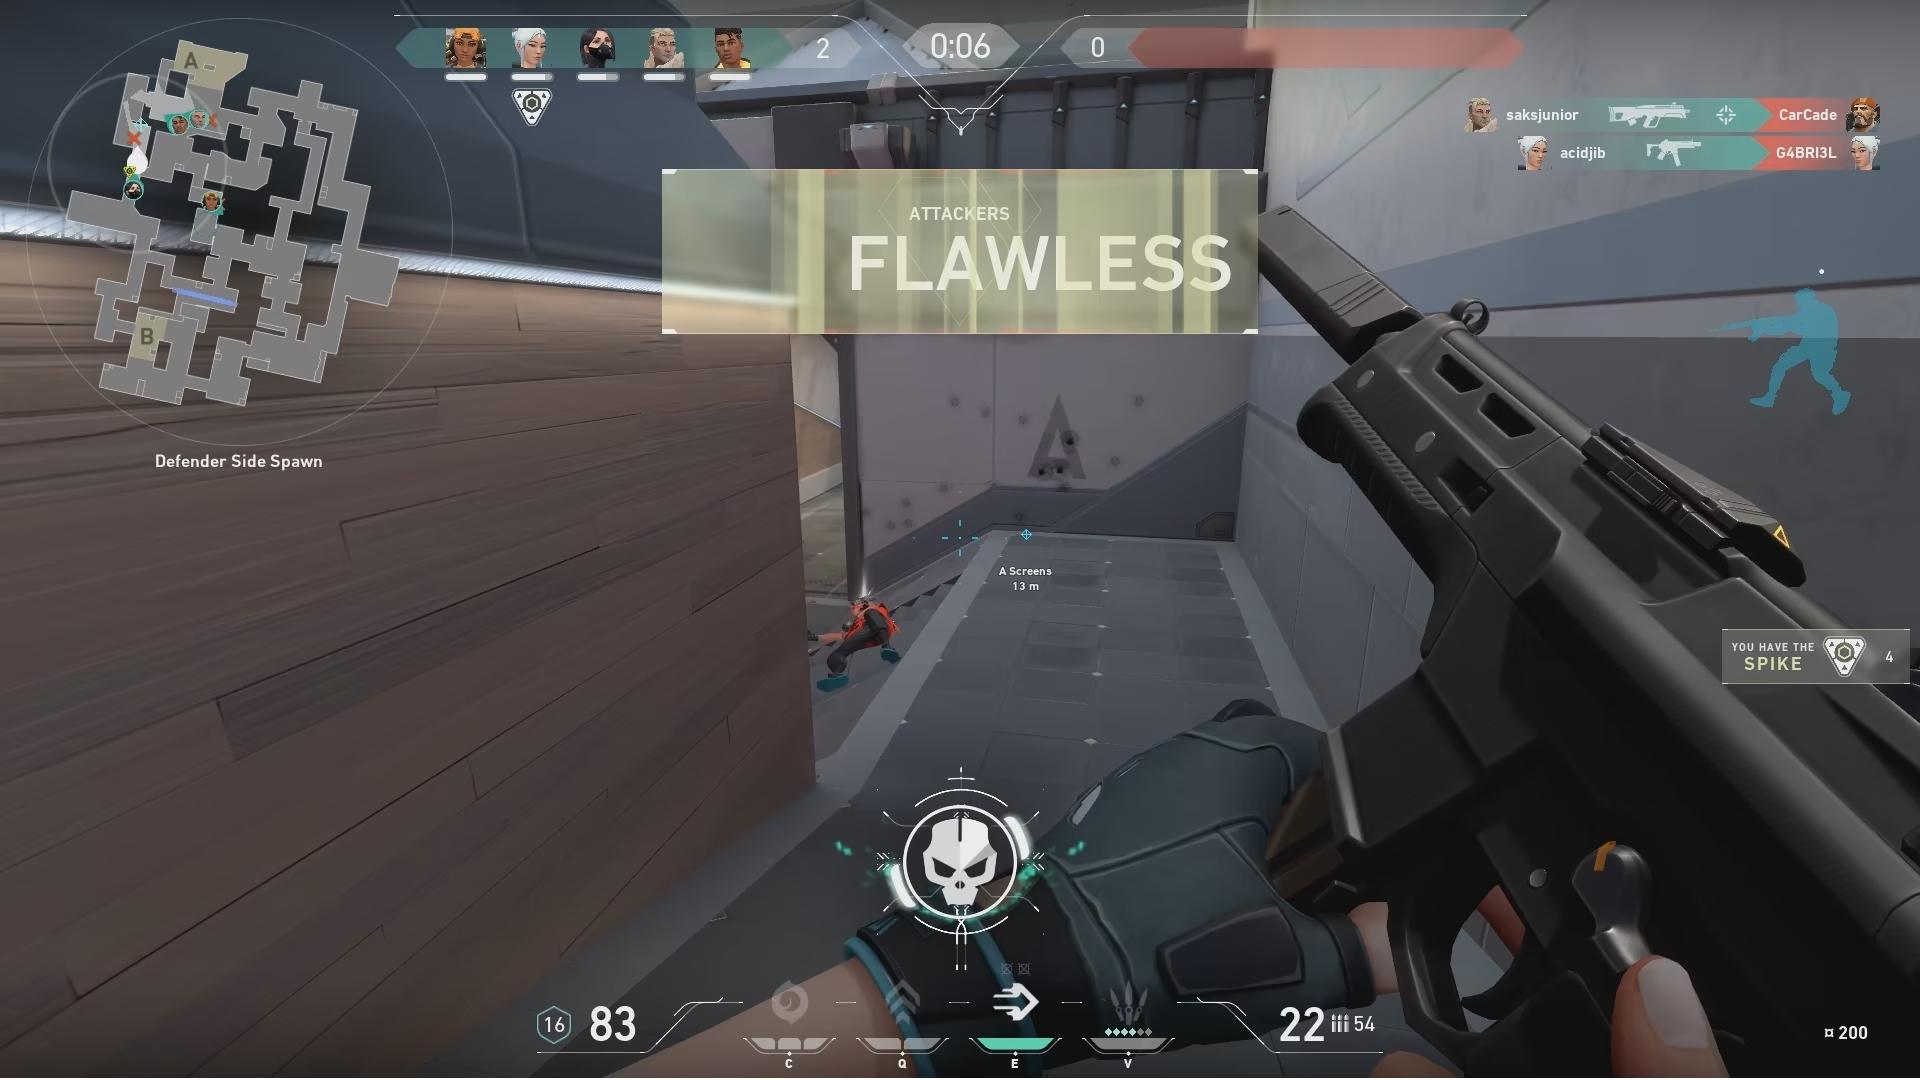 A
B
Defender Side Spawn
2
0:06
0
saksjunior
CarCade
acidjib
G4BRI3L
ATTACKERS
FLAWLESS
A
A Screens
13 m
YOU HAVE THE
SPIKE
4
16
83
C
Q
E
V
22
54
200